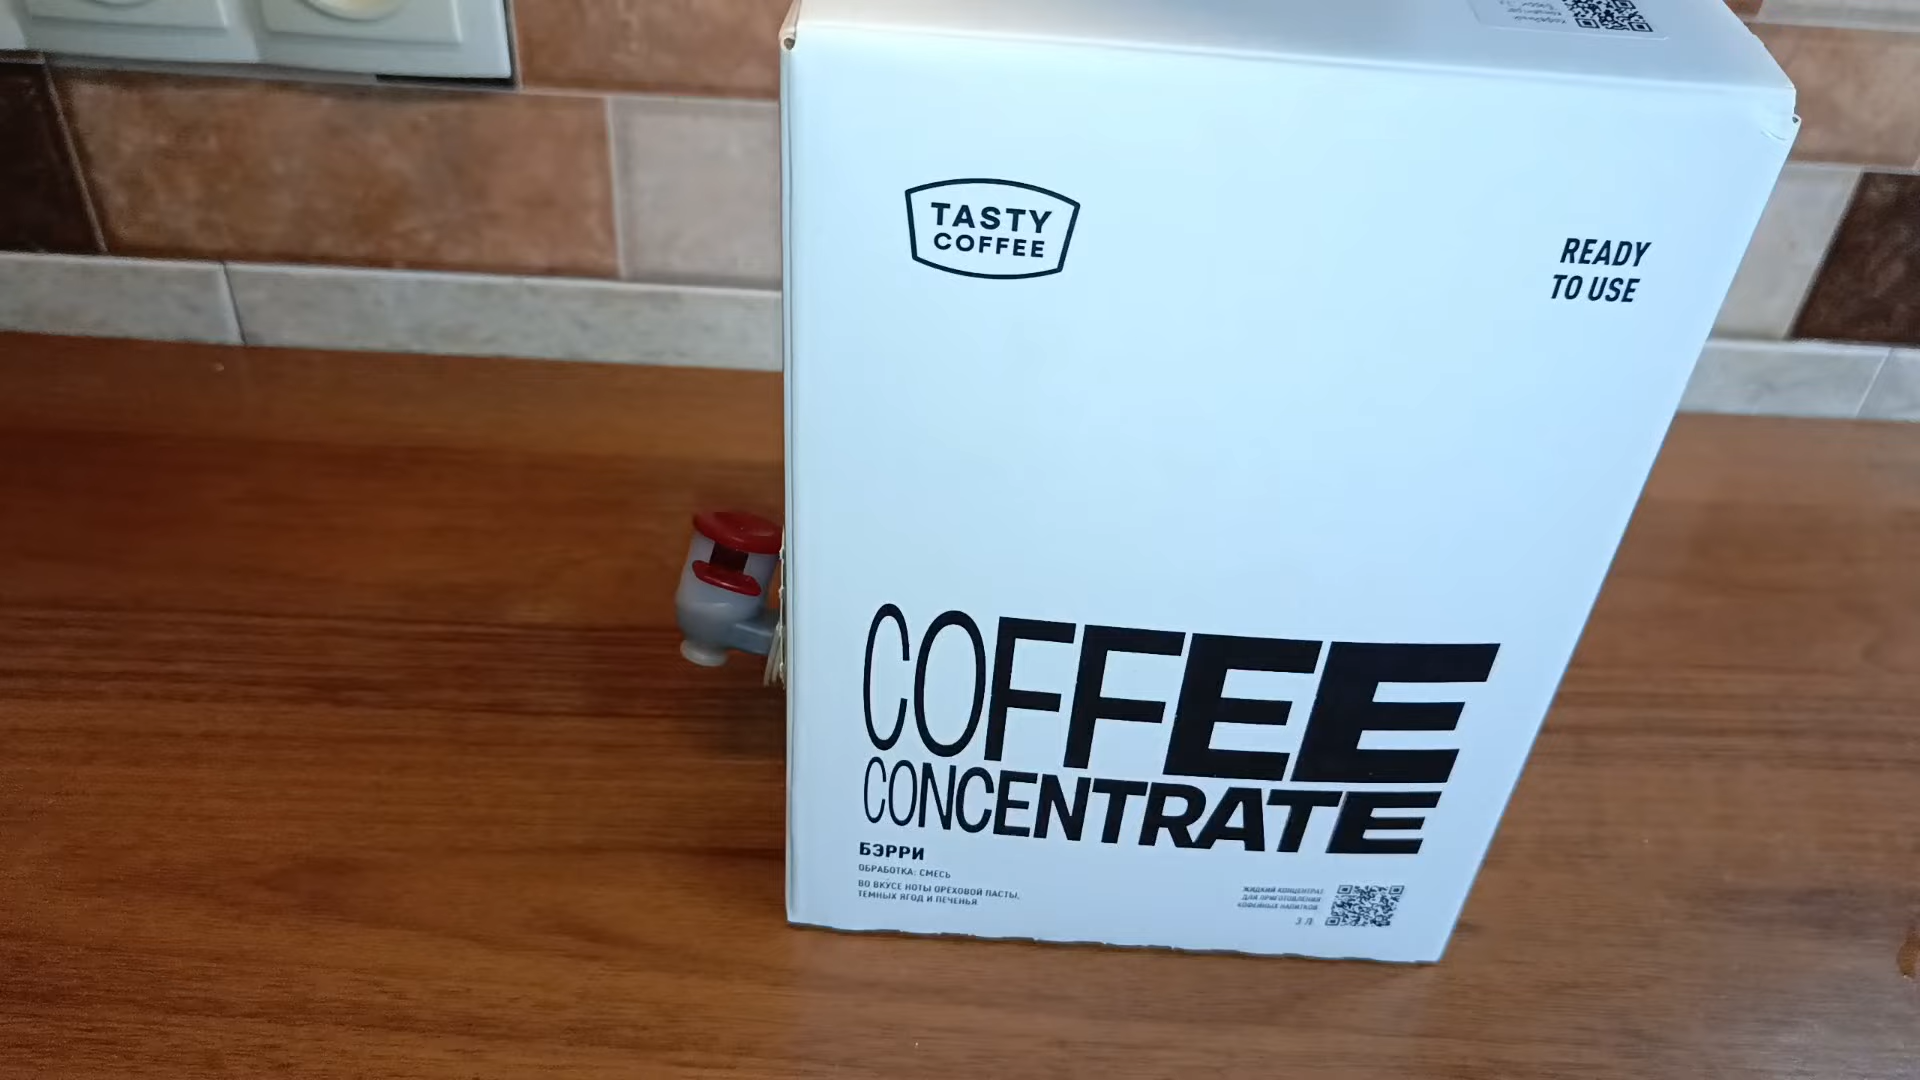 TASTY
COFFEE
READY
TO USE
COFFEE
CONCENTRATE
БЭРРИ
ОБРАБОТКА: СМЕСЬ
ВО ВКУСЕ НОТЫ ОРЕХОВОЙ ПАСТЫ,
ТЕМНЫХ ЯГОД И ПЕЧЕНЬЯ
ЖИДКИЙ КОНЦЕНТРАТ
ДЛЯ ПРИГОТОВЛЕНИЯ
КОФЕЙНЫХ НАПИТКОВ
3 Л